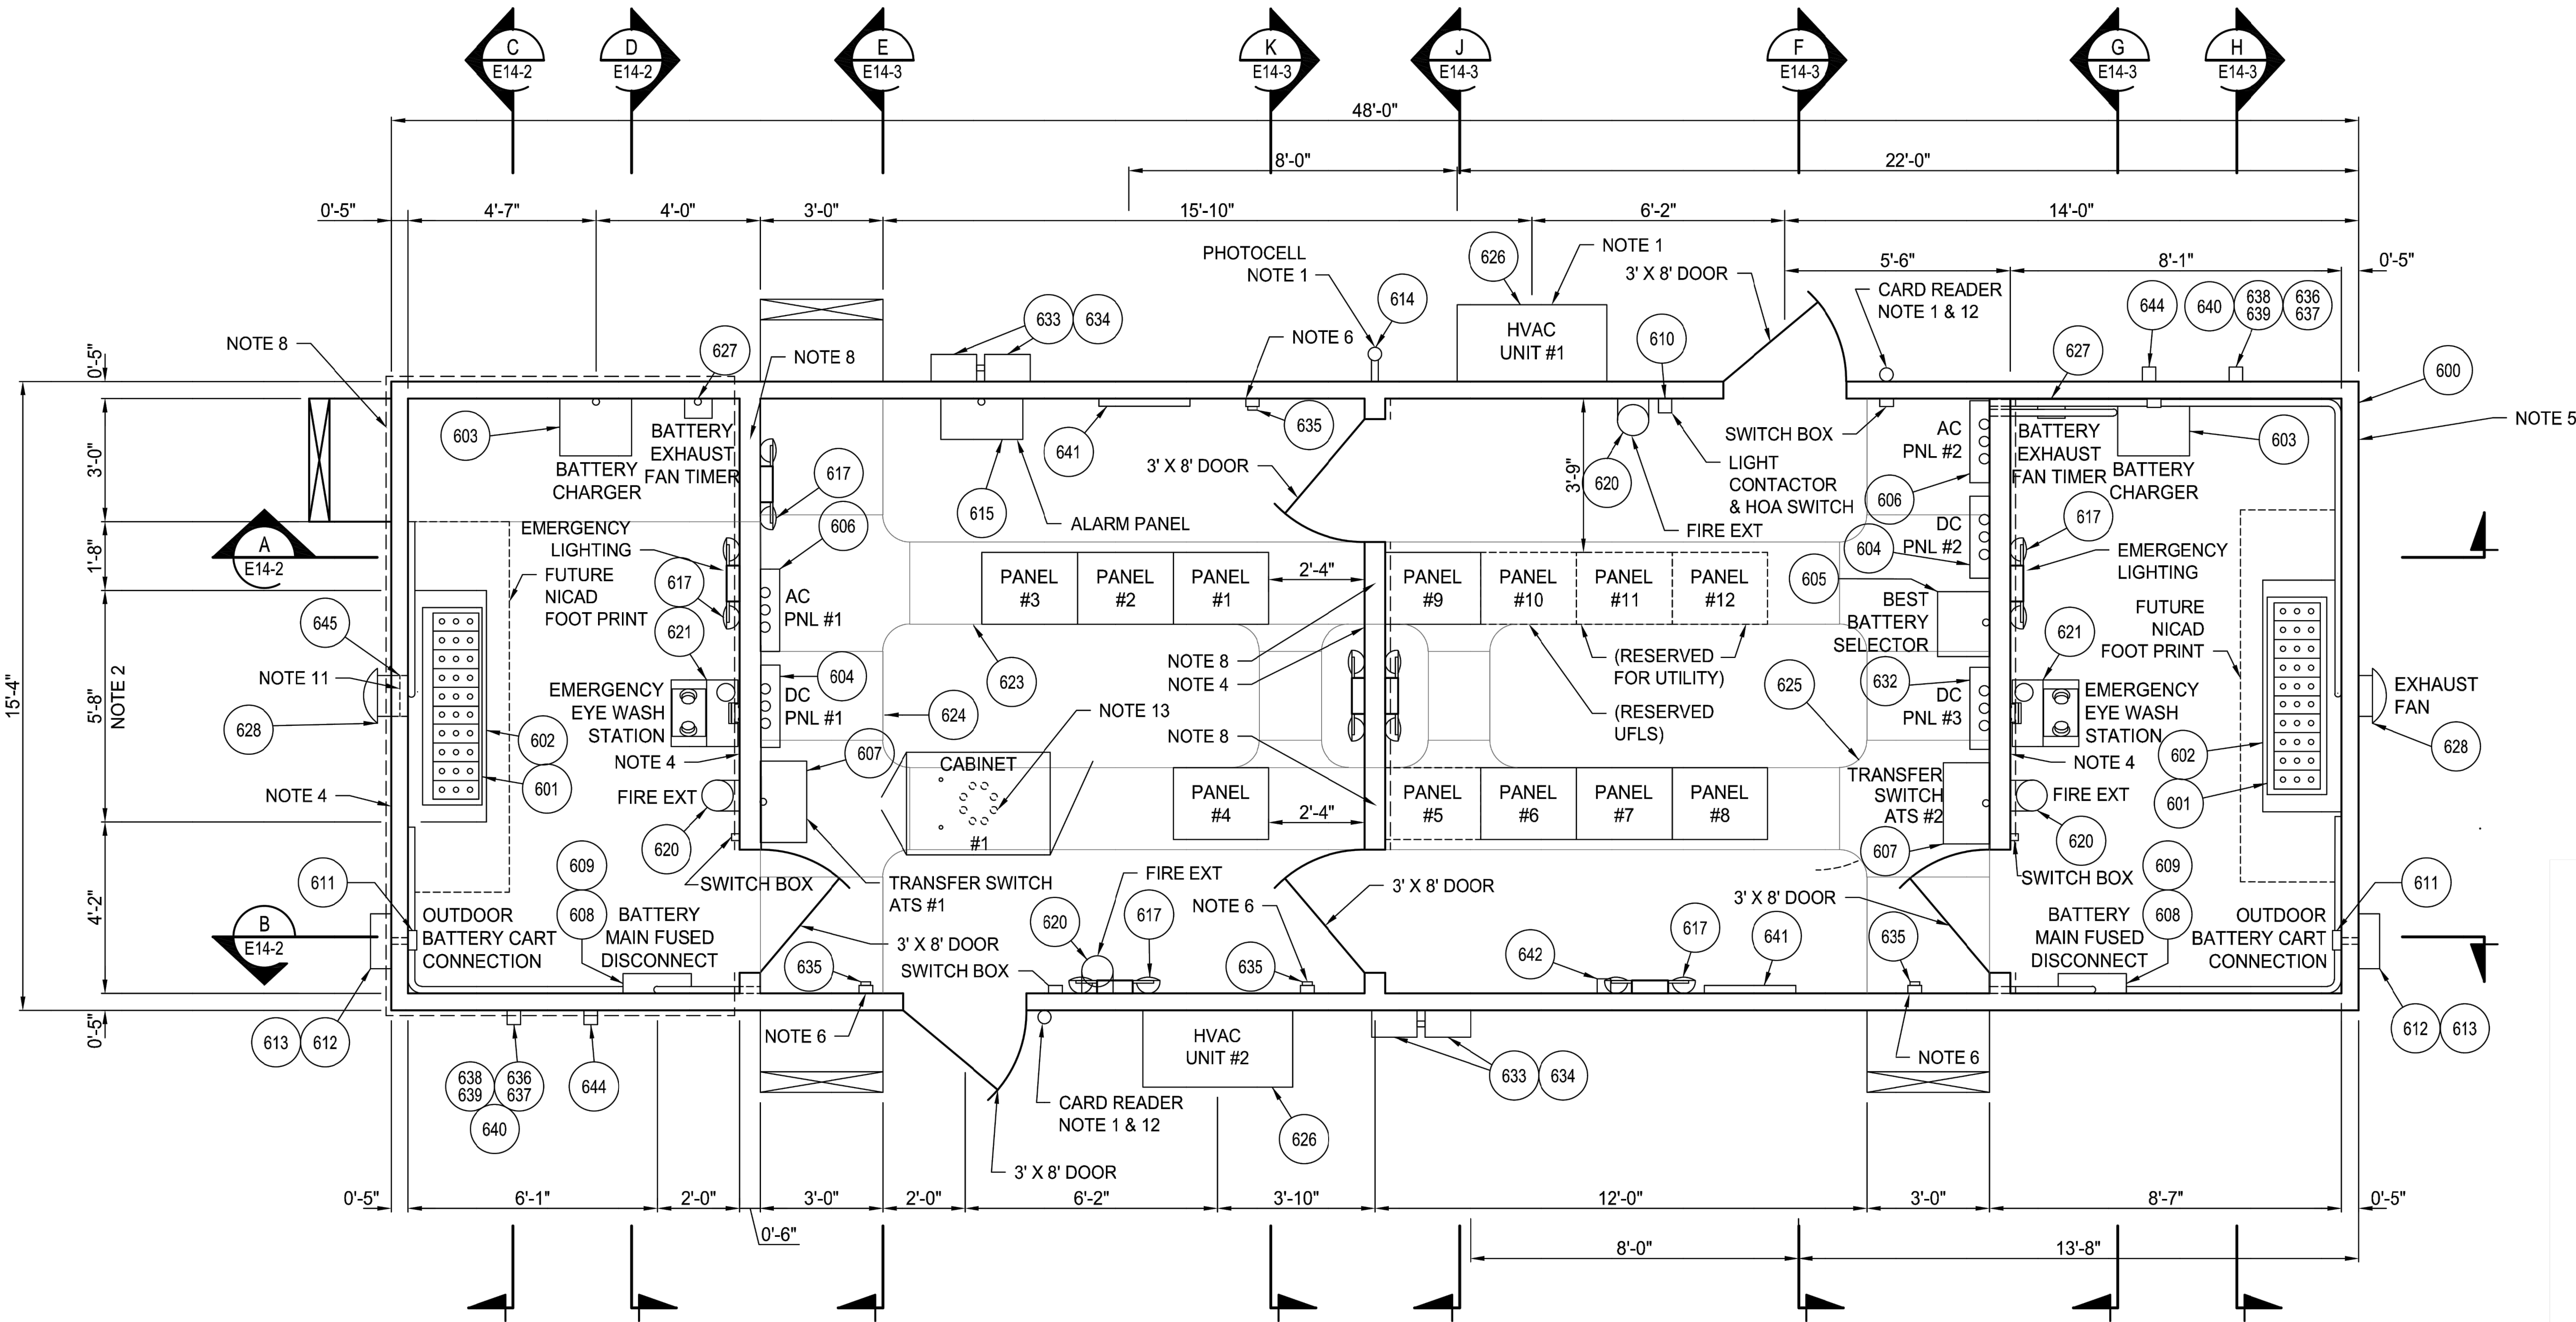 C
E14-2
D
E14-2
E
E14-3
K
E14-3
J
E14-3
F
E14-3
G
E14-3
H
E14-3
48'-0"
8'-0"
22'-0"
0'-5"
4'-7"
4'-0"
3'-0"
15'-10"
6'-2"
14'-0"
5'-6"
8'-1"
0'-5"
PHOTOCELL
NOTE 1
614
626
NOTE 1
3' X 8' DOOR
HVAC
UNIT #1
610
CARD READER
NOTE 1 & 12
644
640
638
639
636
637
600
NOTE 5
NOTE 8
627
NOTE 8
633
634
NOTE 6
627
0'-5"
3'-0"
1'-8"
5'-8"
NOTE 2
4'-2"
0'-5"
15'-4"
603
BATTERY
CHARGER
BATTERY
EXHAUST
FAN TIMER
617
606
615
ALARM PANEL
641
635
3' X 8' DOOR
3'-9"
620
FIRE EXT
LIGHT
CONTACTOR
& HOA SWITCH
SWITCH BOX
AC
PNL #2
606
DC
PNL #2
604
BATTERY
EXHAUST
FAN TIMER
BATTERY
CHARGER
603
617
EMERGENCY
LIGHTING
A
E14-2
EMERGENCY
LIGHTING
FUTURE
NICAD
FOOT PRINT
617
621
AC
PNL #1
PANEL
#3
PANEL
#2
PANEL
#1
2'-4"
PANEL
#9
PANEL
#10
PANEL
#11
PANEL
#12
605
BEST
BATTERY
SELECTOR
FUTURE
NICAD
FOOT PRINT
621
645
NOTE 11
628
EMERGENCY
EYE WASH
STATION
NOTE 4
604
DC
PNL #1
623
624
NOTE 13
NOTE 8
NOTE 4
NOTE 8
(RESERVED
FOR UTILITY)
(RESERVED
UFLS)
625
632
DC
PNL #3
EMERGENCY
EYE WASH
STATION
NOTE 4
EXHAUST
FAN
628
602
601
NOTE 4
FIRE EXT
620
607
CABINET
#1
PANEL
#4
2'-4"
PANEL
#5
PANEL
#6
PANEL
#7
PANEL
#8
TRANSFER
SWITCH
ATS #2
607
FIRE EXT
620
602
601
SWITCH BOX
TRANSFER SWITCH
ATS #1
FIRE EXT
3' X 8' DOOR
3' X 8' DOOR
SWITCH BOX
609
608
611
609
608
611
B
E14-2
OUTDOOR
BATTERY CART
CONNECTION
BATTERY
MAIN FUSED
DISCONNECT
3' X 8' DOOR
SWITCH BOX
620
617
NOTE 6
635
635
642
617
641
635
BATTERY
MAIN FUSED
DISCONNECT
OUTDOOR
BATTERY CART
CONNECTION
613
612
NOTE 6
HVAC
UNIT #2
NOTE 6
612
613
638
639
636
637
640
644
CARD READER
NOTE 1 & 12
3' X 8' DOOR
626
633
634
0'-5"
6'-1"
2'-0"
0'-6"
3'-0"
2'-0"
6'-2"
3'-10"
12'-0"
3'-0"
8'-7"
0'-5"
8'-0"
13'-8"